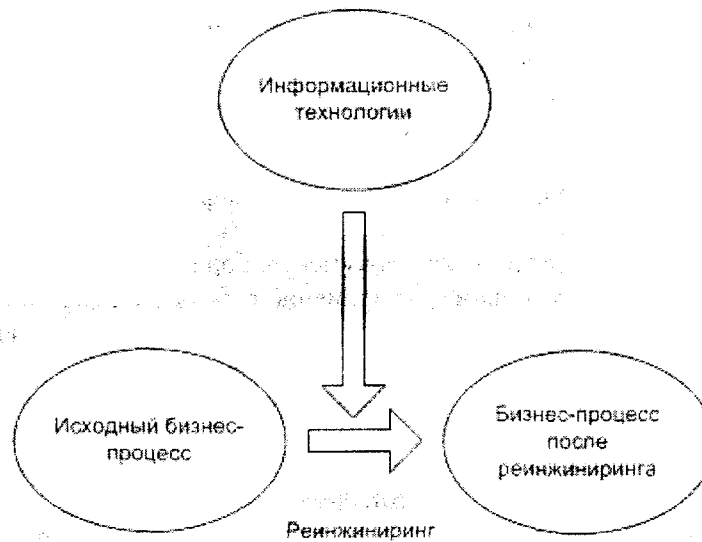 Информационные
технологии
Исходный бизнес-
процесс
Бизнес-процесс
после
реинжиниринга
Реинжиниринг